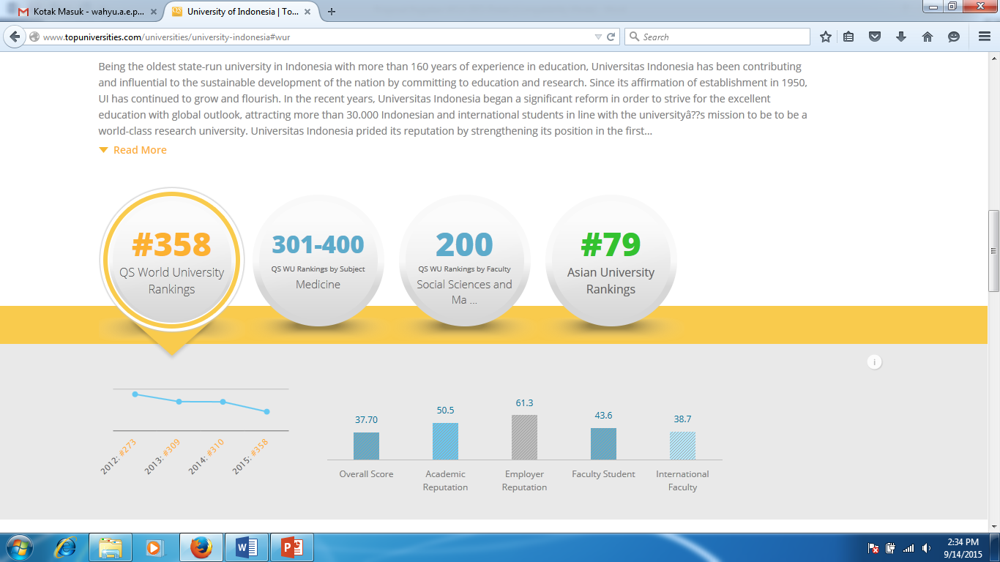 Kotak Masuk - wahyu.a.e.p...
University of Indonesia | To...
www.topuniversities.com/universities/university-indonesia#wur
Search
Being the oldest state-run university in Indonesia with more than 160 years of experience in education, Universitas Indonesia has been contributing
and influential to the sustainable development of the nation by committing to education and research. Since its affirmation of establishment in 1950,
UI has continued to grow and flourish. In the recent years, Universitas Indonesia began a significant reform in order to strive for the excellent
education with global outlook, attracting more than 30.000 Indonesian and international students in line with the universityâ??s mission to be to be a
world-class research university. Universitas Indonesia prided its reputation by strengthening its position in the first...
Read More
#358
QS World University
Rankings
301-400
QS WU Rankings by Subject
Medicine
200
QS WU Rankings by Faculty
Social Sciences and
Ma ...
#79
Asian University
Rankings
i
2012: #273
2013: #309
2014: #310
2015: #358
37.70
50.5
61.3
43.6
38.7
Overall Score
Academic
Reputation
Employer
Reputation
Faculty Student
International
Faculty
2:34 PM
9/14/2015